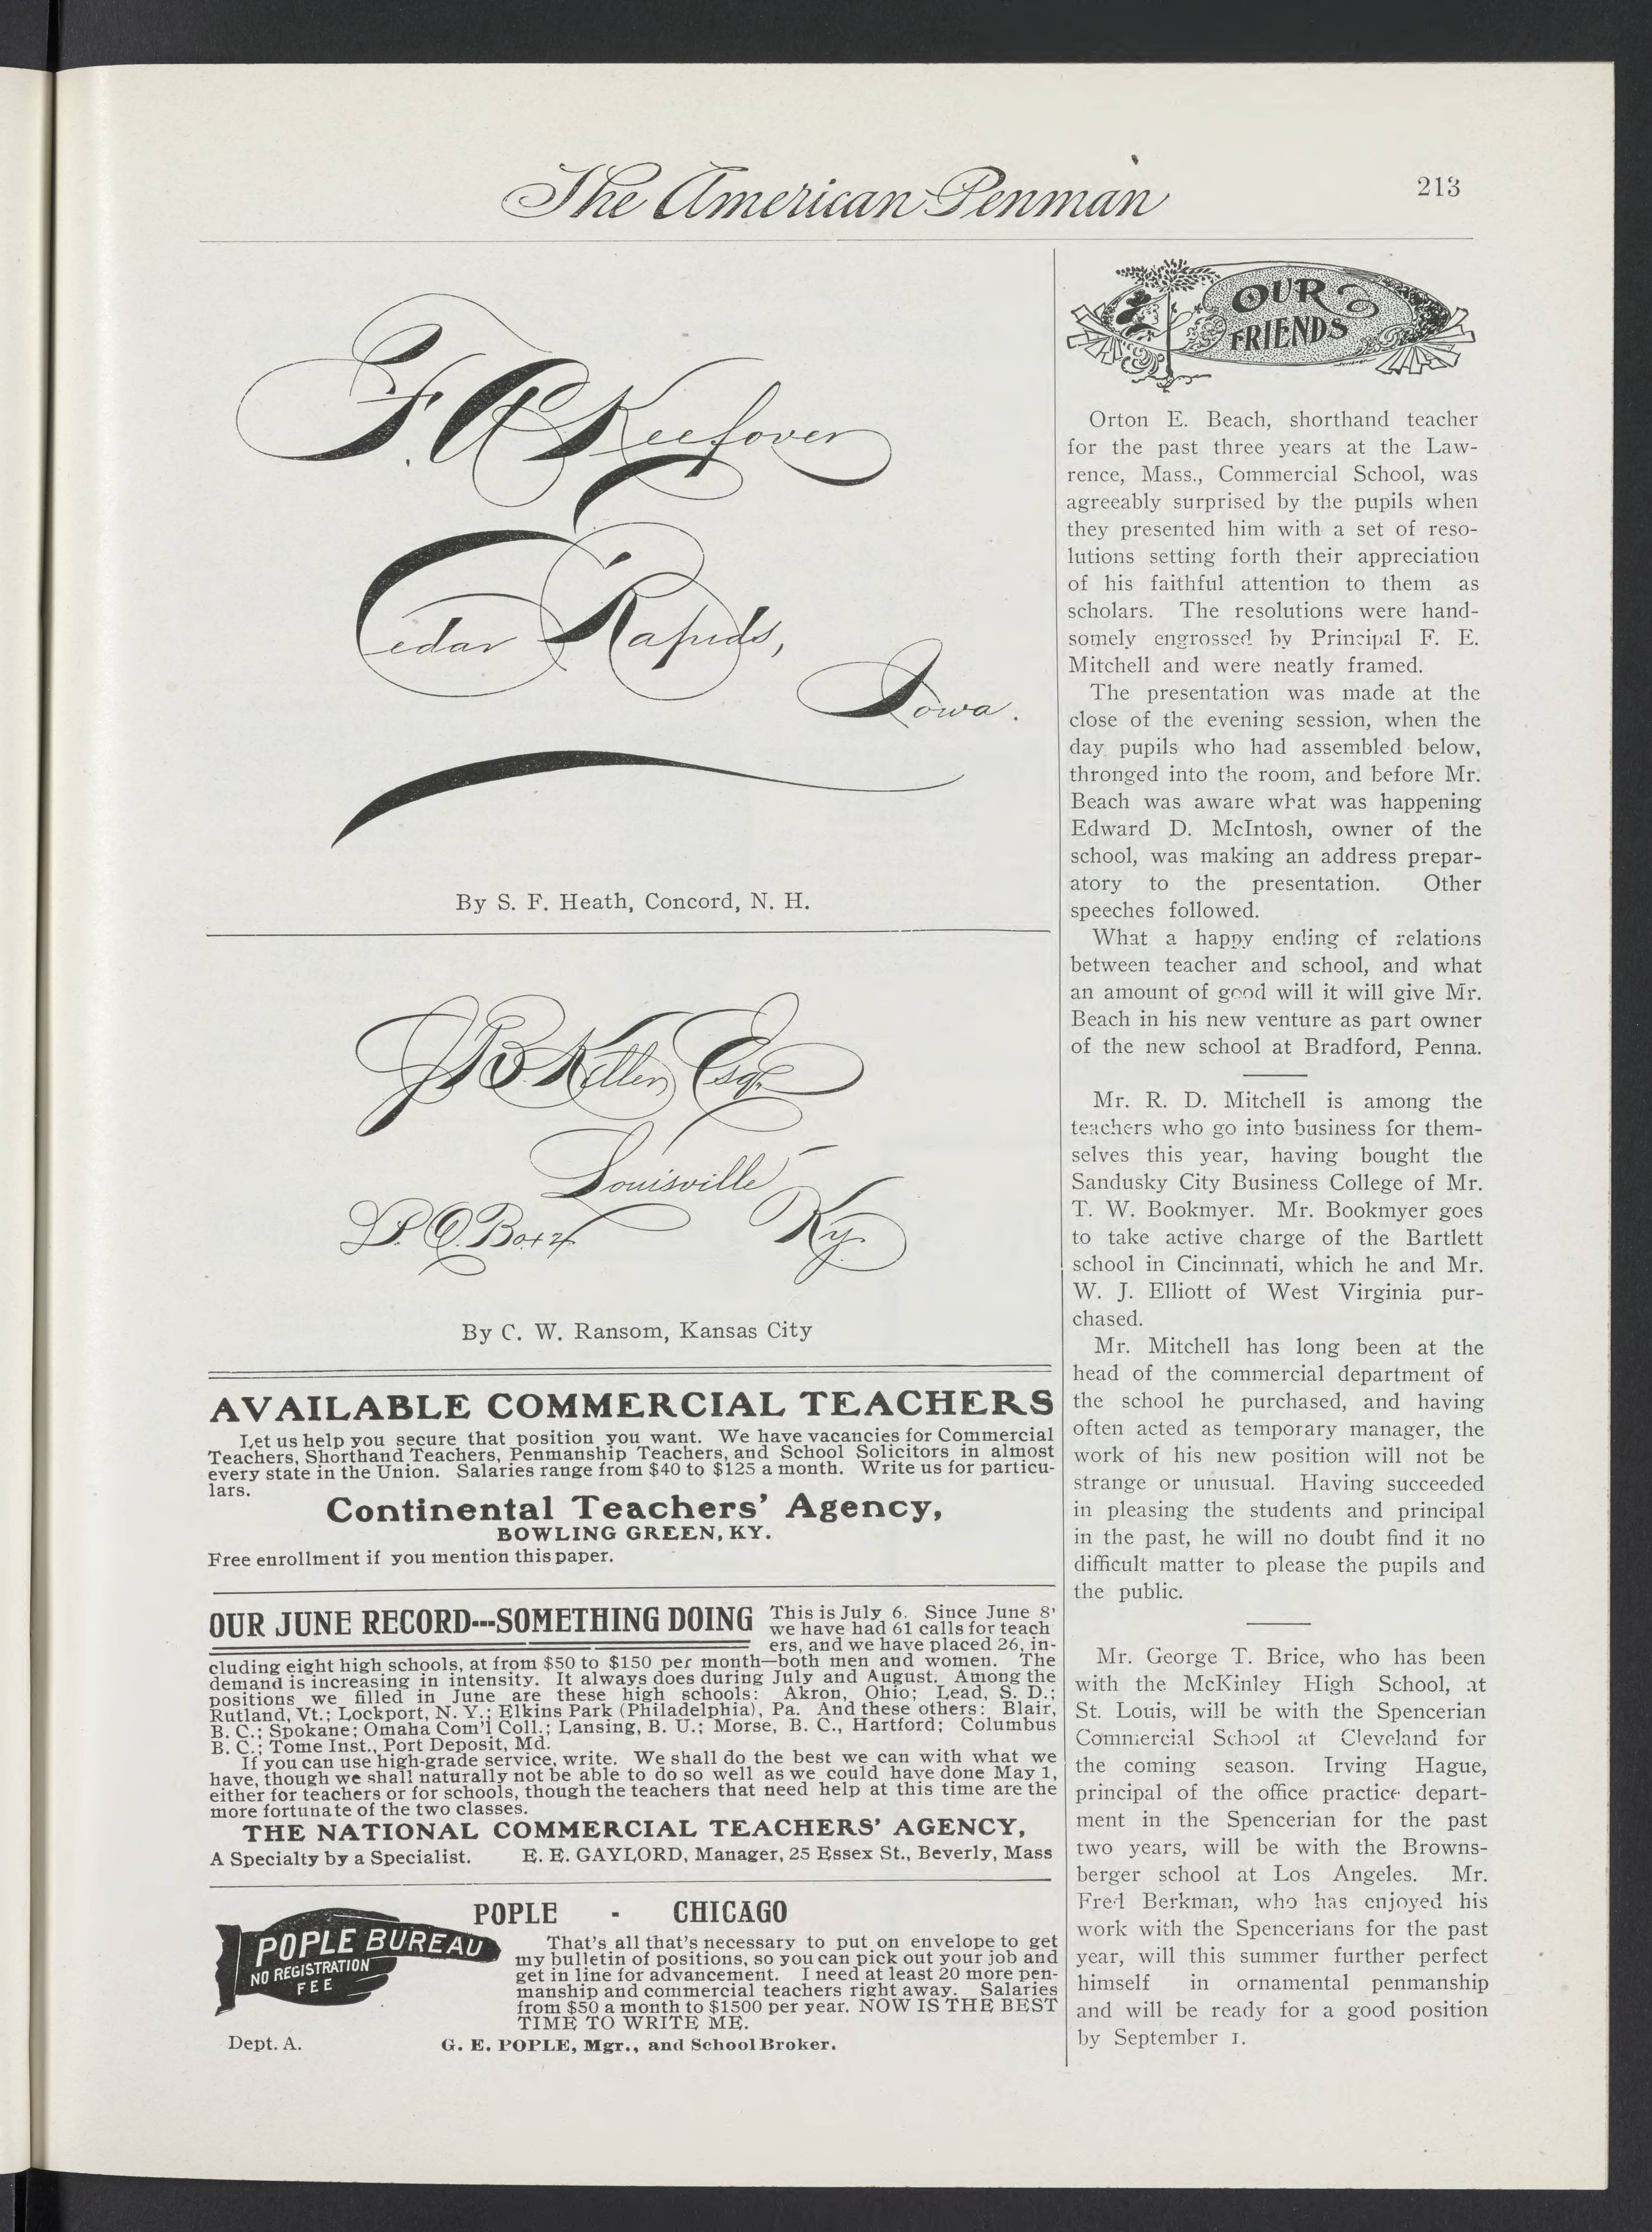 The American Penman
213
F. A. Keefover
Cedar Rapids,
Iowa.
By S. F. Heath, Concord, N. H.
J B Esq.
Louisville
Ky.
P. O. Box
By C. W. Ransom, Kansas City
AVAILABLE COMMERCIAL TEACHERS
Let us help you secure that position you want. We have vacancies for Commercial
Teachers, Shorthand Teachers, Penmanship Teachers, and School Solicitors in almost
every state in the Union. Salaries range from $40 to $125 a month. Write us for particu-
lars.
Continental Teachers' Agency,
BOWLING GREEN, KY.
Free enrollment if you mention this paper.
OUR JUNE RECORD---SOMETHING DOING
This is July 6. Since June 8'
we have had 61 calls for teach
ers, and we have placed 26, in-
cluding eight high schools, at from $50 to $150 per month—both men and women. The
demand is increasing in intensity. It always does during July and August. Among the
positions we filled in June are these high schools: Akron, Ohio; Lead, S. D.;
Rutland, Vt.; Lockport, N. Y.; Elkins Park (Philadelphia), Pa. And these others: Blair,
B. C.; Spokane; Omaha Com'l Coll.; Lansing, B. U.; Morse, B. C., Hartford; Columbus
B. C.; Tome Inst., Port Deposit, Md.
If you can use high-grade service, write. We shall do the best we can with what we
have, though we shall naturally not be able to do so well as we could have done May 1,
either for teachers or for schools, though the teachers that need help at this time are the
more fortunate of the two classes.
THE NATIONAL COMMERCIAL TEACHERS' AGENCY,
A Specialty by a Specialist. E. E. GAYLORD, Manager, 25 Essex St., Beverly, Mass
POPLE - CHICAGO
POPLE BUREAU
NO REGISTRATION
FEE
That's all that's necessary to put on envelope to get
my bulletin of positions, so you can pick out your job and
get in line for advancement. I need at least 20 more pen-
manship and commercial teachers right away. Salaries
from $50 a month to $1500 per year. NOW IS THE BEST
TIME TO WRITE ME.
Dept. A. G. E. POPLE, Mgr., and School Broker.
OUR
FRIENDS
Orton E. Beach, shorthand teacher
for the past three years at the Law-
rence, Mass., Commercial School, was
agreeably surprised by the pupils when
they presented him with a set of reso-
lutions setting forth their appreciation
of his faithful attention to them as
scholars. The resolutions were hand-
somely engrossed by Principal F. E.
Mitchell and were neatly framed.
The presentation was made at the
close of the evening session, when the
day pupils who had assembled below,
thronged into the room, and before Mr.
Beach was aware what was happening
Edward D. McIntosh, owner of the
school, was making an address prepar-
atory to the presentation. Other
speeches followed.
What a happy ending of relations
between teacher and school, and what
an amount of good will it will give Mr.
Beach in his new venture as part owner
of the new school at Bradford, Penna.
Mr. R. D. Mitchell is among the
teachers who go into business for them-
selves this year, having bought the
Sandusky City Business College of Mr.
T. W. Bookmyer. Mr. Bookmyer goes
to take active charge of the Bartlett
school in Cincinnati, which he and Mr.
W. J. Elliott of West Virginia pur-
chased.
Mr. Mitchell has long been at the
head of the commercial department of
the school he purchased, and having
often acted as temporary manager, the
work of his new position will not be
strange or unusual. Having succeeded
in pleasing the students and principal
in the past, he will no doubt find it no
difficult matter to please the pupils and
the public.
Mr. George T. Brice, who has been
with the McKinley High School, at
St. Louis, will be with the Spencerian
Commercial School at Cleveland for
the coming season. Irving Hague,
principal of the office practice depart-
ment in the Spencerian for the past
two years, will be with the Browns-
berger school at Los Angeles. Mr.
Fred Berkman, who has enjoyed his
work with the Spencerians for the past
year, will this summer further perfect
himself in ornamental penmanship
and will be ready for a good position
by September 1.